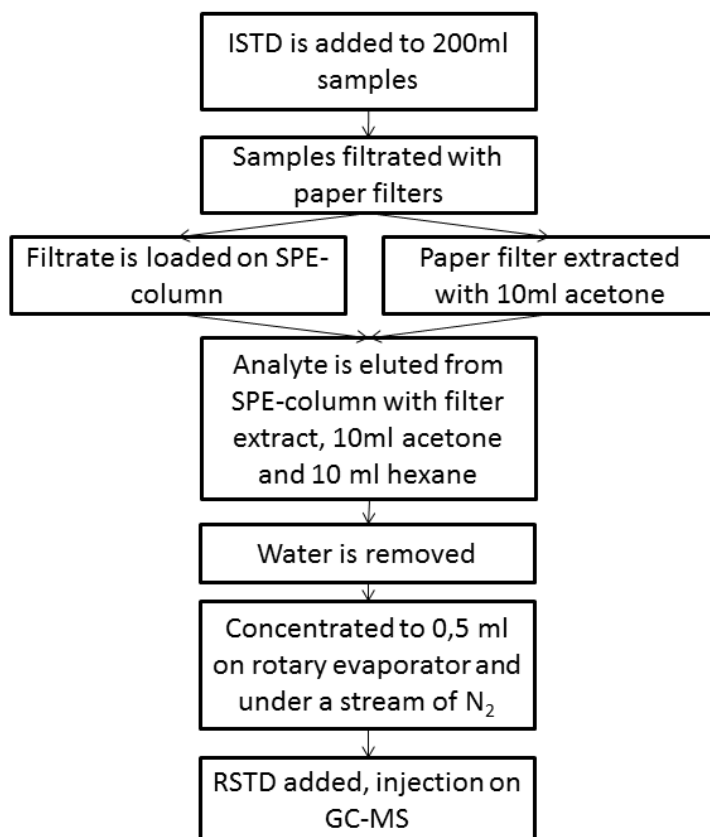 ISTD is added to 200ml
samples
Samples filtrated with
paper filters
Filtrate is loaded on SPE-
column
Paper filter extracted
with 10ml acetone
Analyte is eluted from
SPE-column with filter
extract, 10ml acetone
and 10 ml hexane
Water is removed
Concentrated to 0,5 ml
on rotary evaporator and
under a stream of N₂
RSTD added, injection on
GC-MS